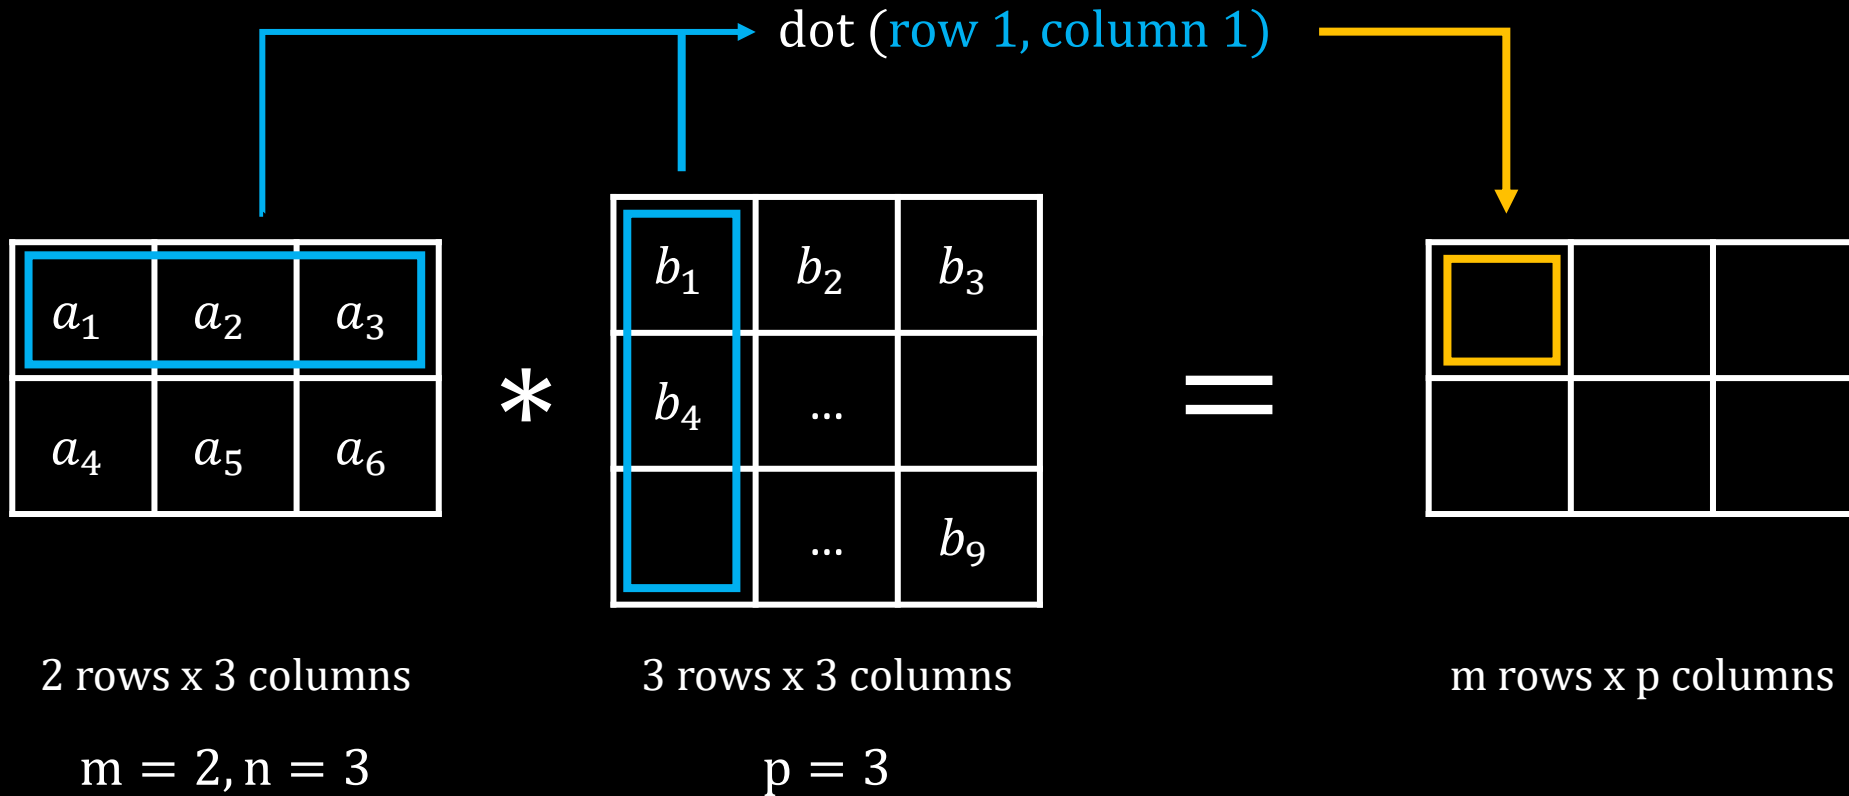 dot (row 1, column 1)
a₁ a₂ a₃
a₄ a₅ a₆
*
b₁ b₂ b₃
b₄ ...
... b₉
=
2 rows x 3 columns
3 rows x 3 columns
m rows x p columns
m = 2, n = 3
p = 3